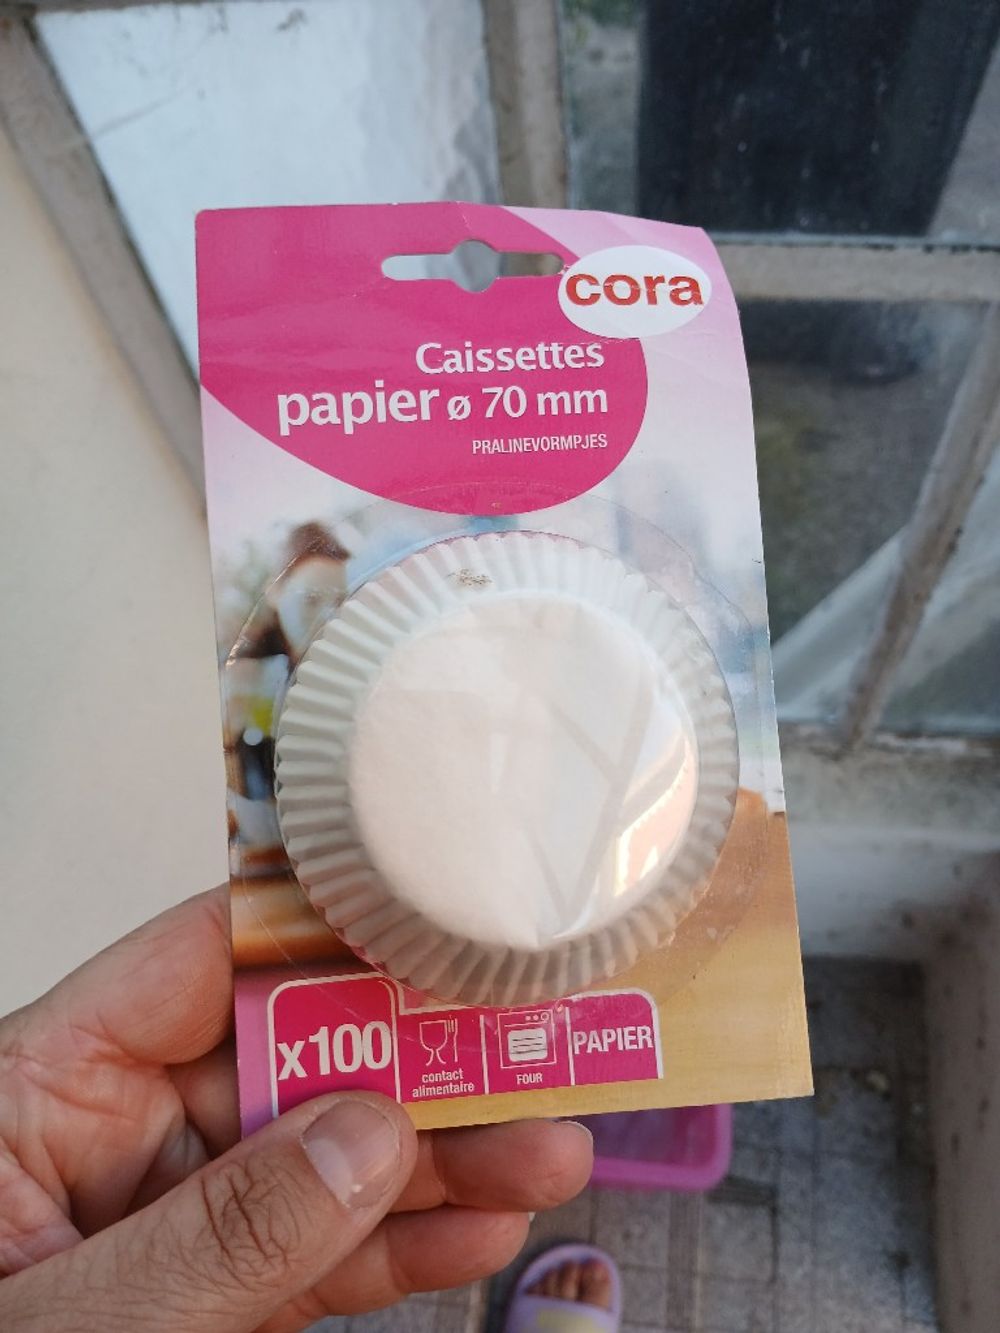 cora
Caissettes
papier ø 70 mm
PRALINEVORMPJES
x100
contact
alimentaire
FOUR
PAPIER